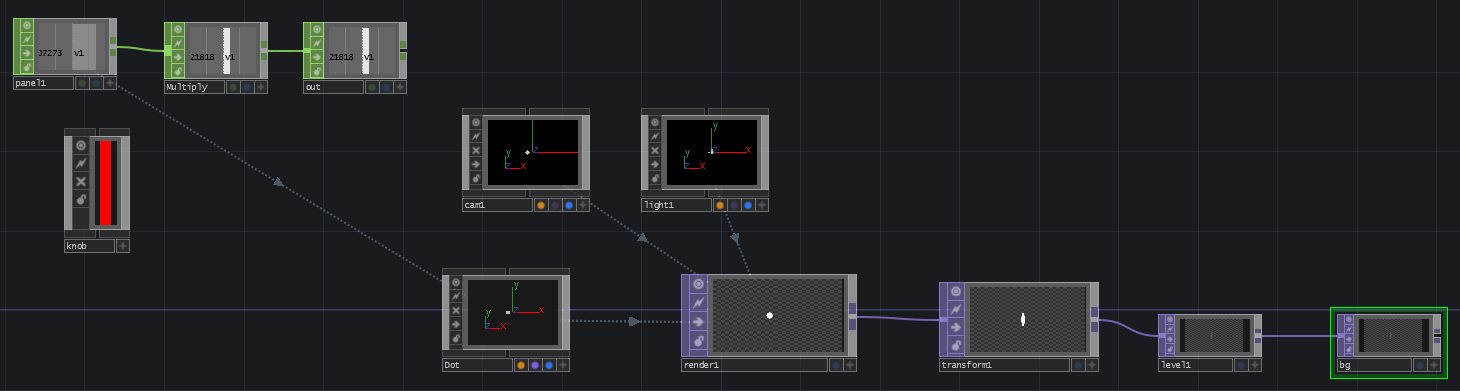 07273 v1
21818 v1
21818 v1
panel1
Multiply
out
y
z
y
x
y
z x
y
x
cam1
light1
knob
y
z x
y
x
Dot
render1
transform1
level1
bg